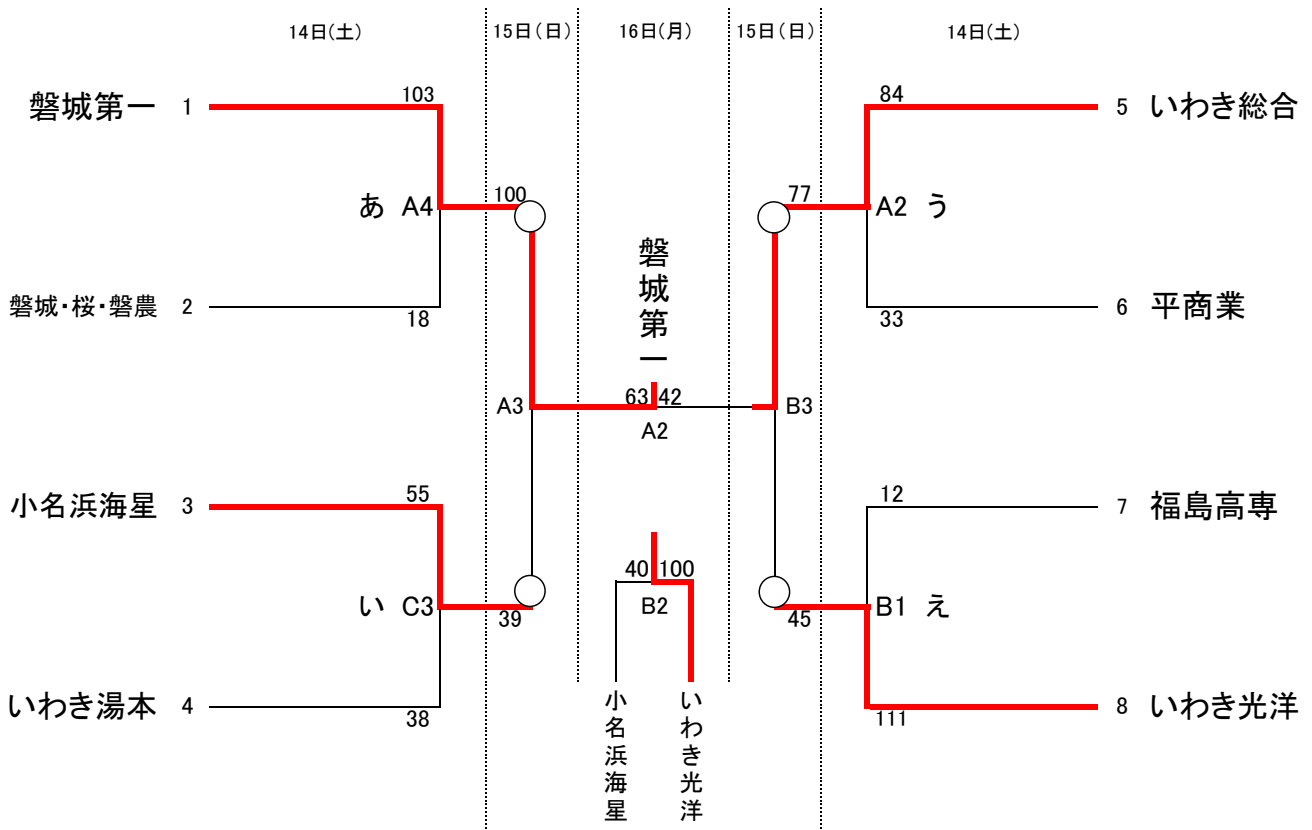 14日(土)
15日(日)
16日(月)
15日(日)
14日(土)
磐城第一 1
103
84
5 いわき総合
あ A4
100
77
A2 う
磐城第一
磐城・桜・磐農 2
18
33
6 平商業
A3
63 42
B3
A2
小名浜海星 3
55
12
7 福島高専
40 100
い C3
B2
B1 え
39
45
いわき湯本 4
38
111
8 いわき光洋
小名浜海星
いわき光洋